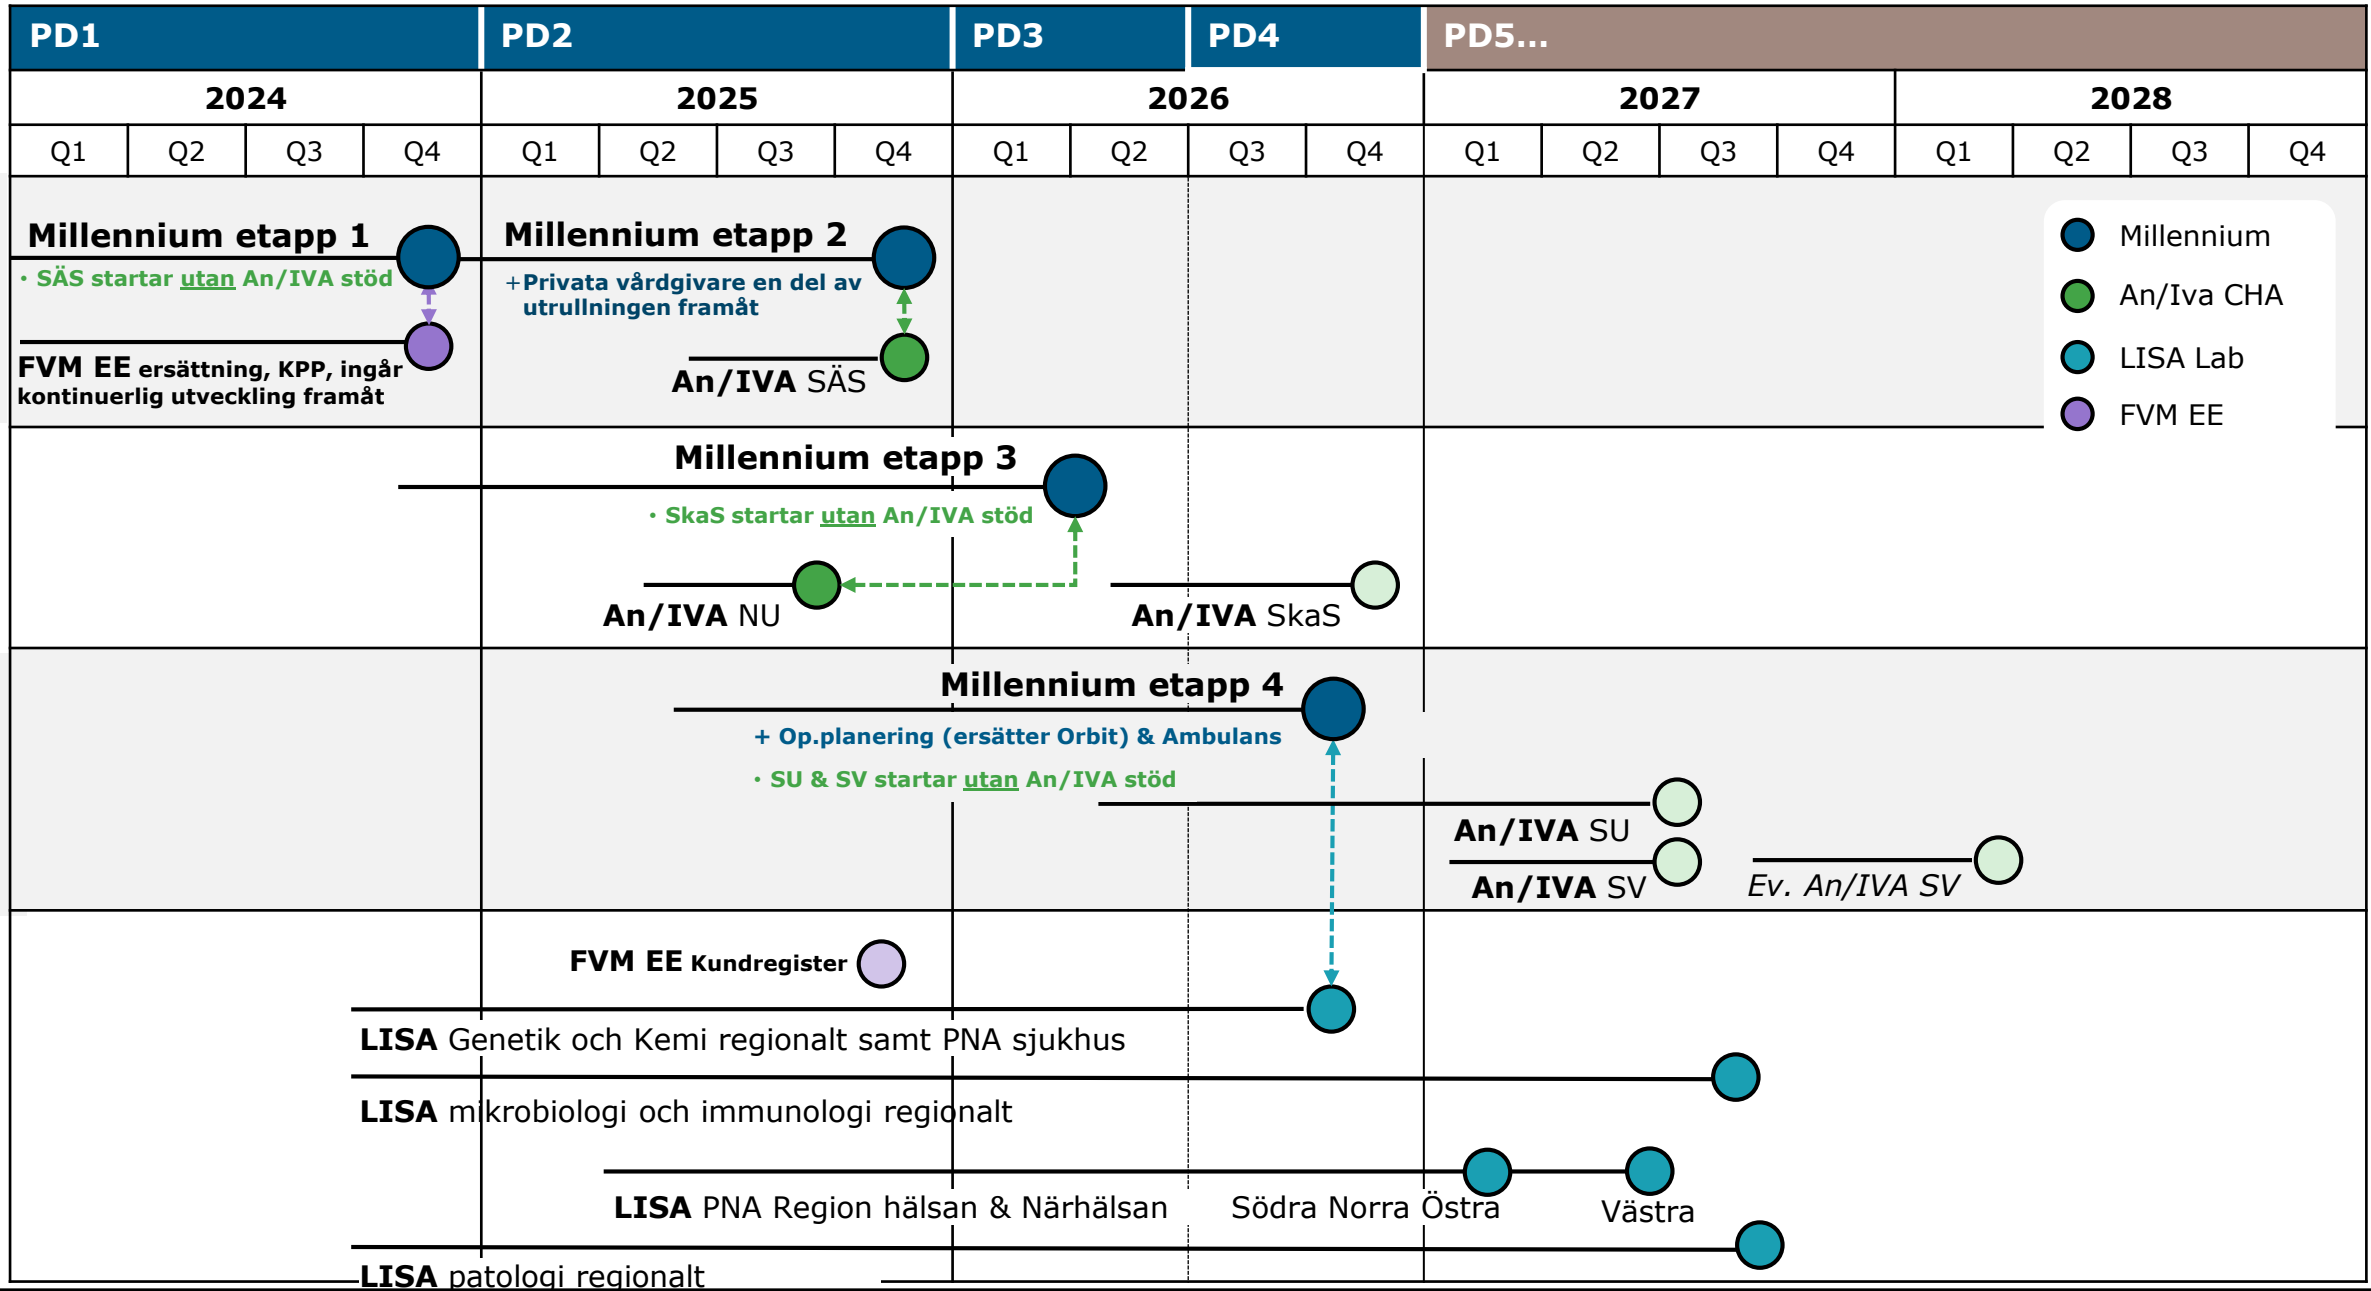 PD1 PD2 PD3 PD4 PD5...
2024 2025 2026 2027 2028
Q1 Q2 Q3 Q4 Q1 Q2 Q3 Q4 Q1 Q2 Q3 Q4 Q1 Q2 Q3 Q4 Q1 Q2 Q3 Q4
Millennium etapp 1
• SÄS startar utan An/IVA stöd
FVM EE ersättning, KPP, ingår
kontinuerlig utveckling framåt
Millennium etapp 2
+Privata vårdgivare en del av
utrullningen framåt
An/IVA SÄS
Millennium
An/Iva CHA
LISA Lab
FVM EE
Millennium etapp 3
• SkaS startar utan An/IVA stöd
An/IVA NU
An/IVA SkaS
Millennium etapp 4
+ Op.planering (ersätter Orbit) & Ambulans
• SU & SV startar utan An/IVA stöd
An/IVA SU
An/IVA SV
Ev. An/IVA SV
FVM EE Kundregister
LISA Genetik och Kemi regionalt samt PNA sjukhus
LISA mikrobiologi och immunologi regionalt
LISA PNA Region hälsan & Närhälsan
Södra Norra Östra
Västra
LISA patologi regionalt